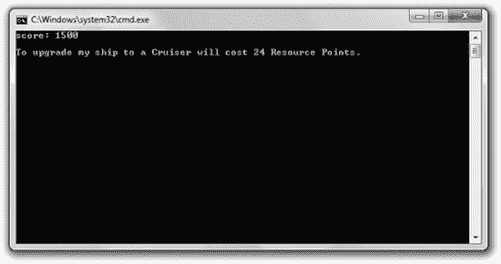 C:\Windows\system32\cmd.exe
score: 1500
To upgrade my ship to a Cruiser will cost 24 Resource Points.